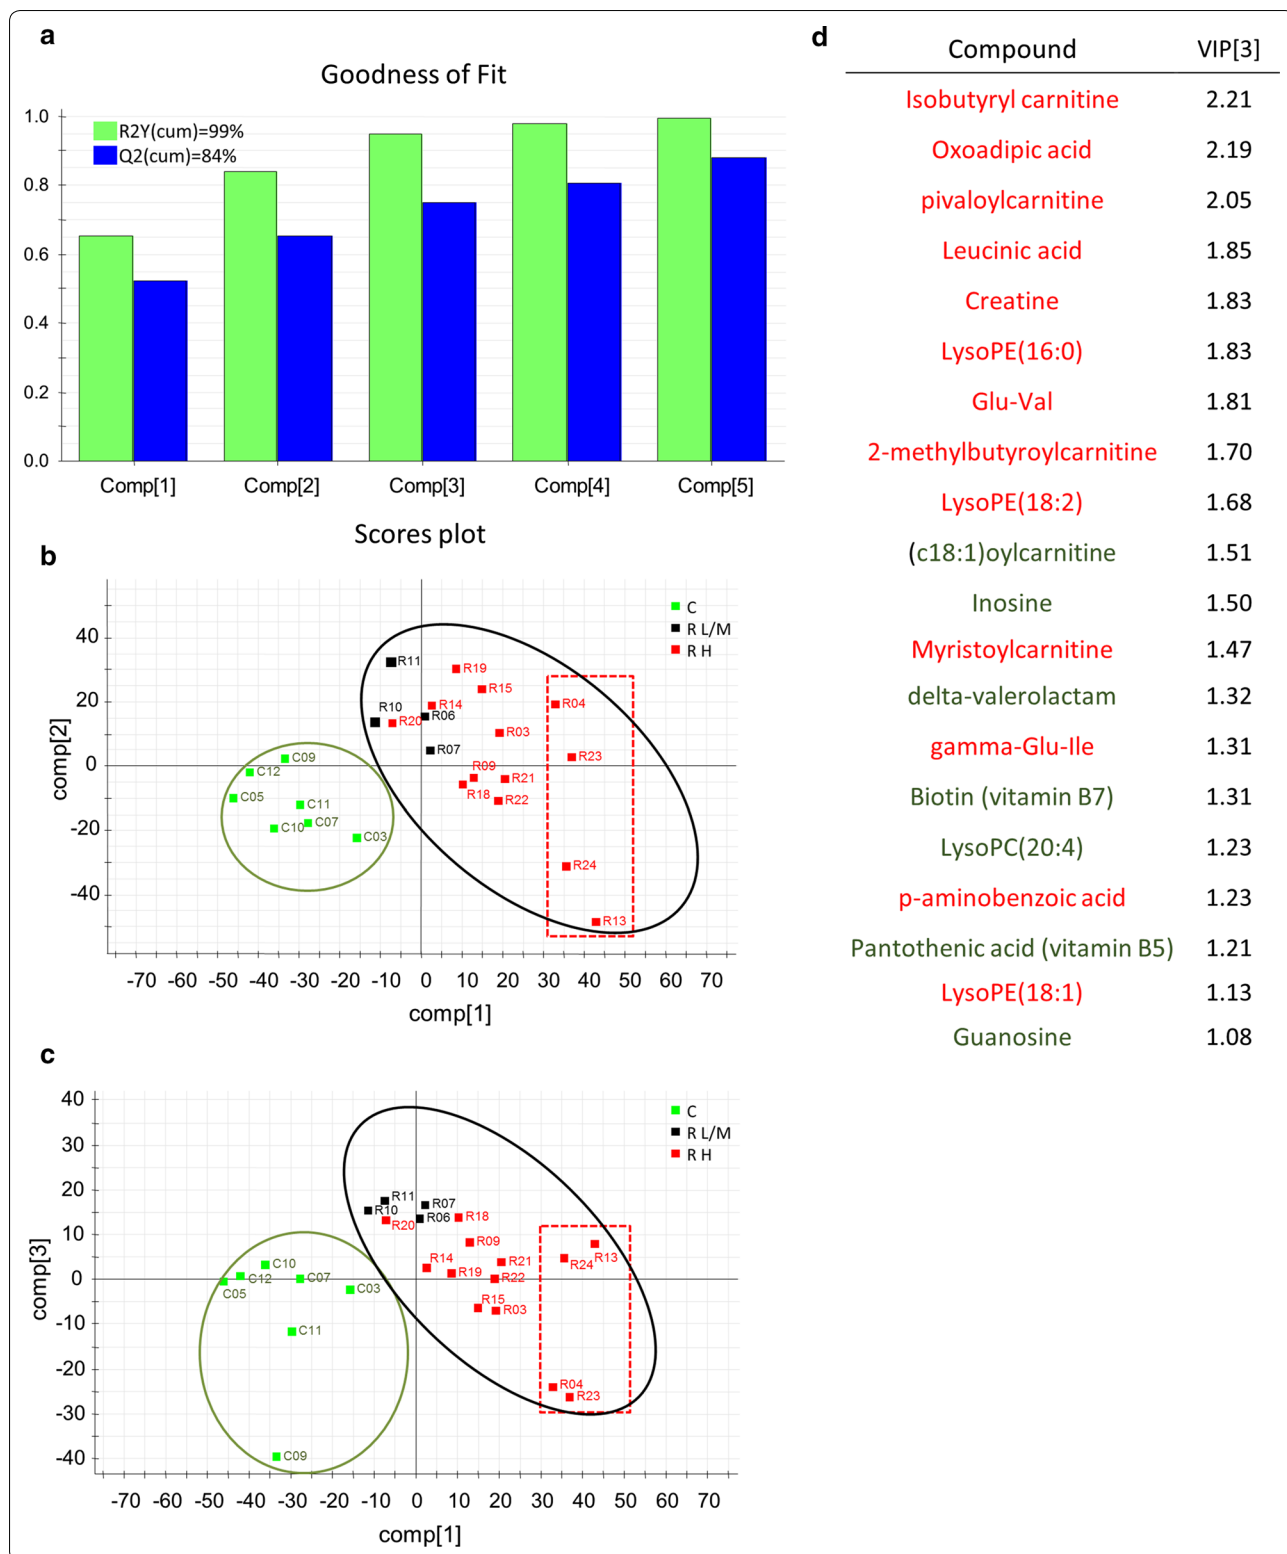 a
Goodness of Fit
R2Y(cum)=99%
Q2(cum)=84%
1.0
0.8
0.6
0.4
0.2
0.0
Comp[1] Comp[2] Comp[3] Comp[4] Comp[5]
Scores plot
b
C
R L/M
R H
40
20
0
-20
-40
comp[2]
R11
R19
R15
R10
R14
R04
R20
R06
R03
R07
R23
C09
C12
R09
R21
R18
R22
C05
C11
C10
C07
C03
R24
R13
-70 -60 -50 -40 -30 -20 -10 0 10 20 30 40 50 60 70
comp[1]
c
C
R L/M
R H
40
30
20
10
0
-10
-20
-30
-40
comp[3]
R11
R07
R10
R06
R18
R20
R09
R13
R14
R21
R24
R19
R22
C10
C12
C07
C05
C03
R15
R03
C11
R04
R23
C09
-70 -60 -50 -40 -30 -20 -10 0 10 20 30 40 50 60 70
comp[1]
d
Compound VIP[3]
Isobutyryl carnitine 2.21
Oxoadipic acid 2.19
pivaloylcarnitine 2.05
Leucinic acid 1.85
Creatine 1.83
LysoPE(16:0) 1.83
Glu-Val 1.81
2-methylbutyroylcarnitine 1.70
LysoPE(18:2) 1.68
(c18:1)oylcarnitine 1.51
Inosine 1.50
Myristoylcarnitine 1.47
delta-valerolactam 1.32
gamma-Glu-Ile 1.31
Biotin (vitamin B7) 1.31
LysoPC(20:4) 1.23
p-aminobenzoic acid 1.23
Pantothenic acid (vitamin B5) 1.21
LysoPE(18:1) 1.13
Guanosine 1.08